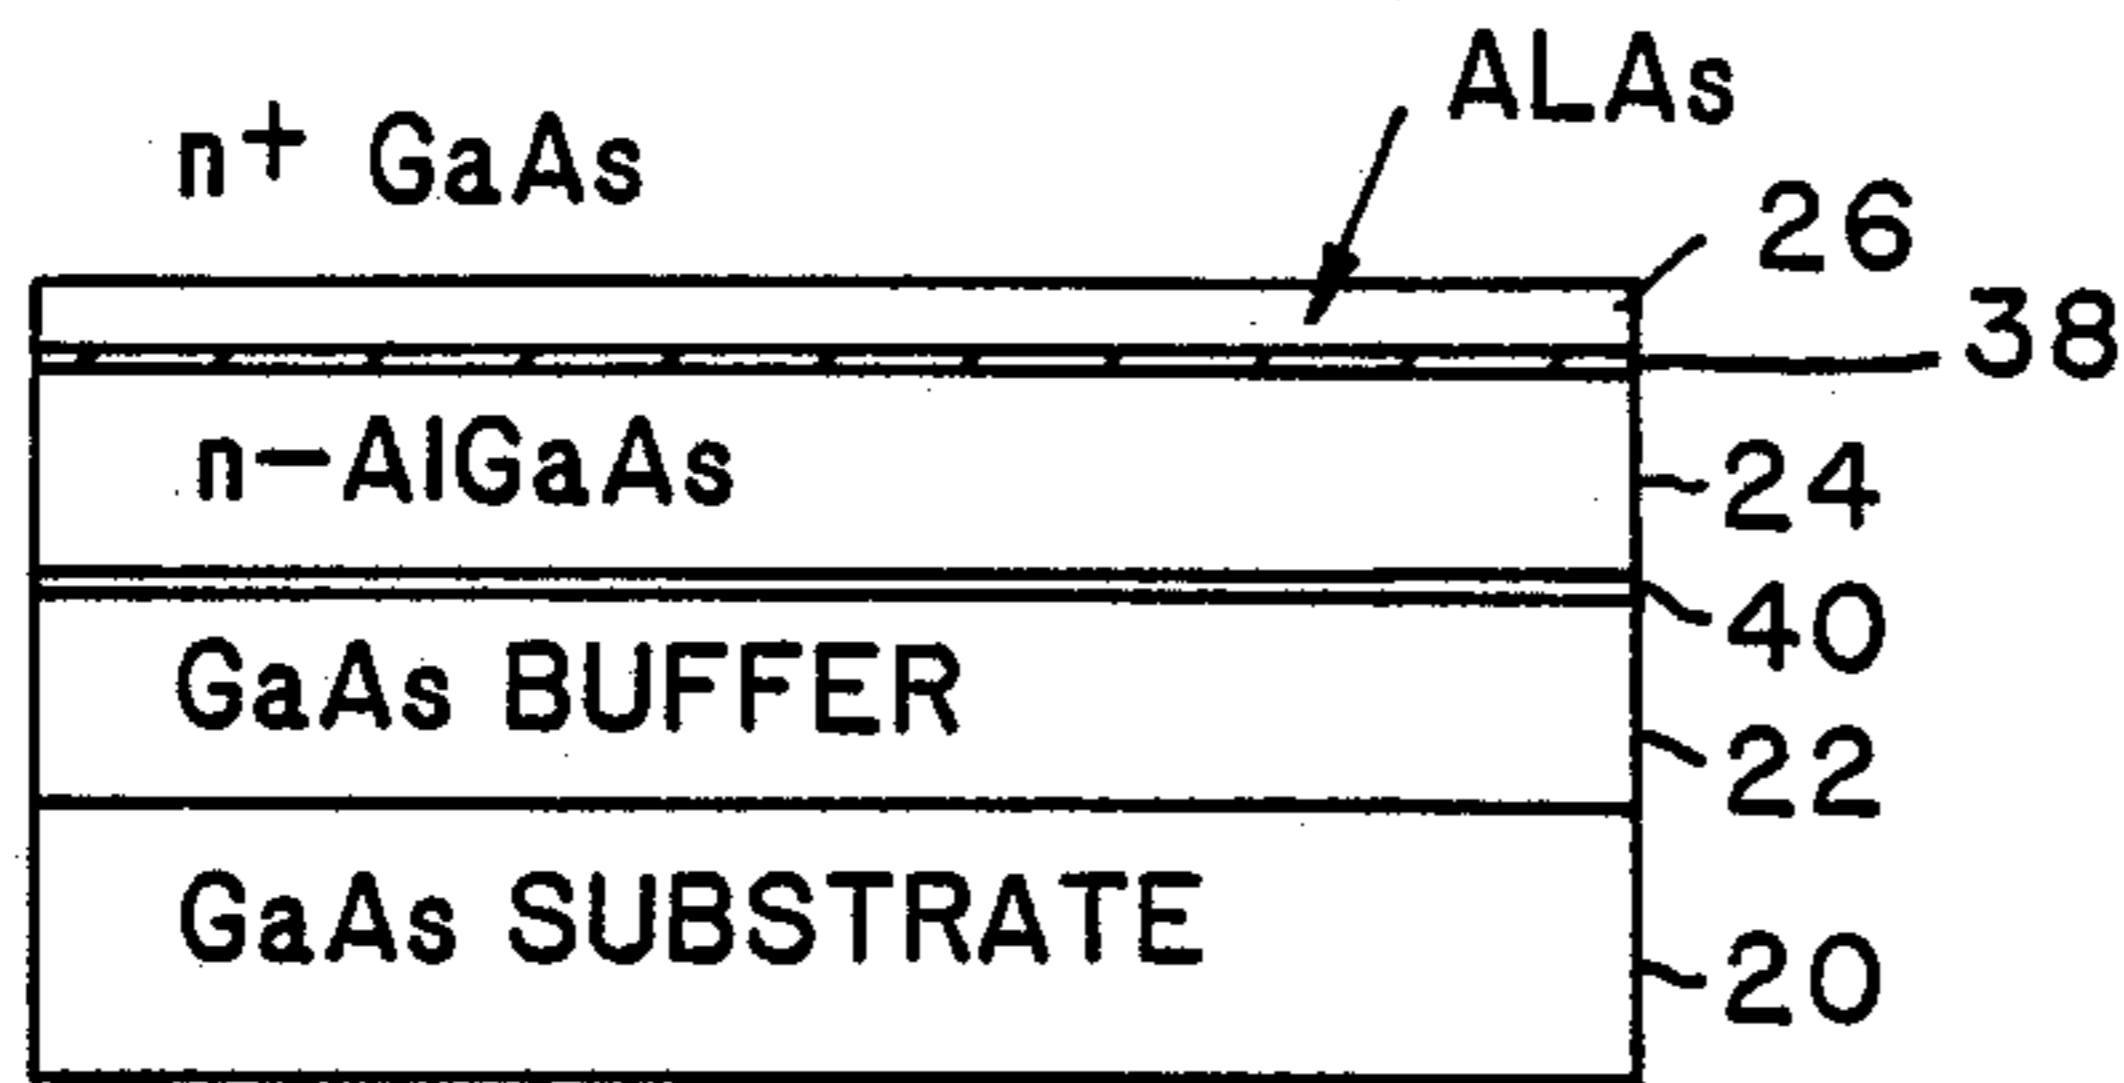 ALAs
n+ GaAs
26
38
n-AlGaAs
24
40
GaAs BUFFER
22
GaAs SUBSTRATE
20